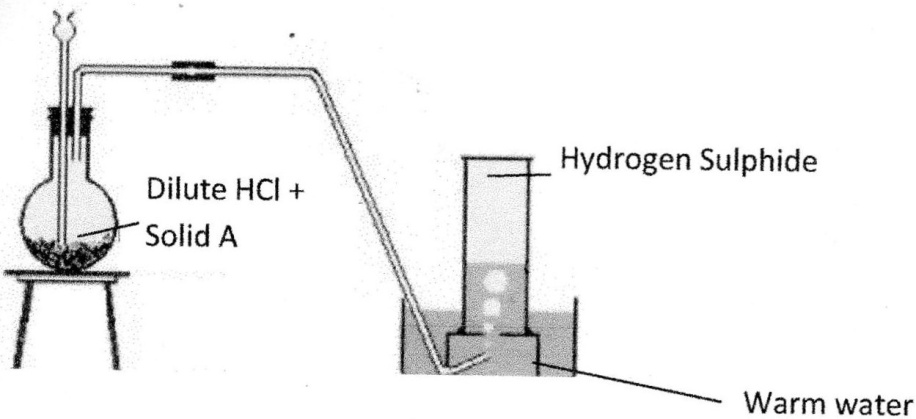 Hydrogen Sulphide
Dilute HCl +
Solid A
Warm water